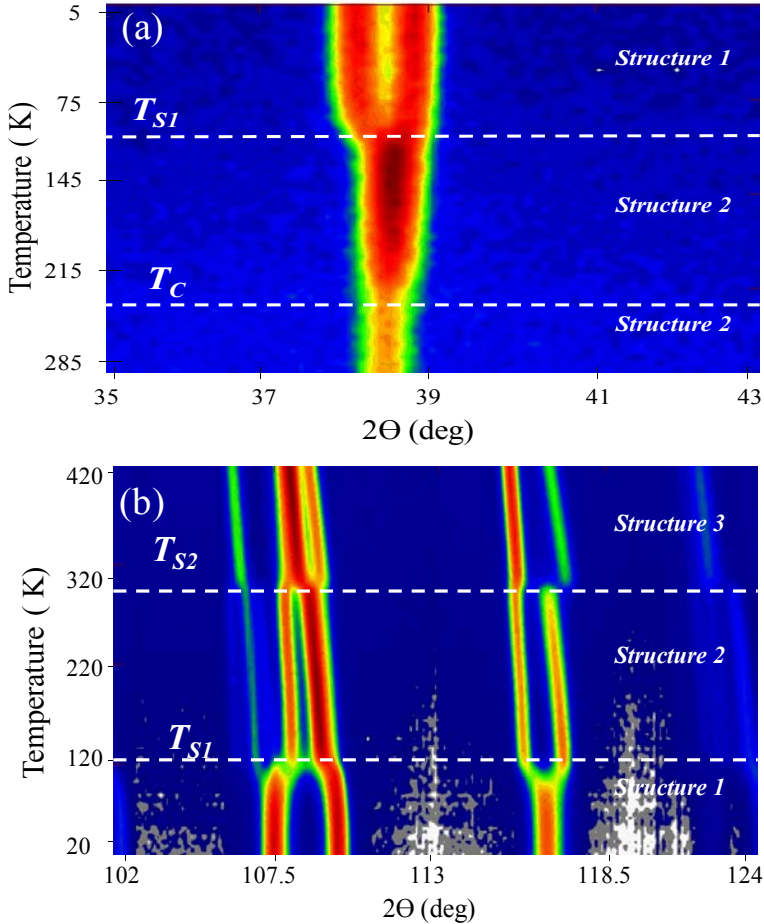 (a)
5
75
145
215
285
Temperature ( K)
T_S1
T_C
Structure 1
Structure 2
Structure 2
35 37 39 41 43
2Θ (deg)
(b)
420
320
220
120
20
Temperature ( K)
T_S2
T_S1
Structure 3
Structure 2
Structure 1
102 107.5 113 118.5 124
2Θ (deg)